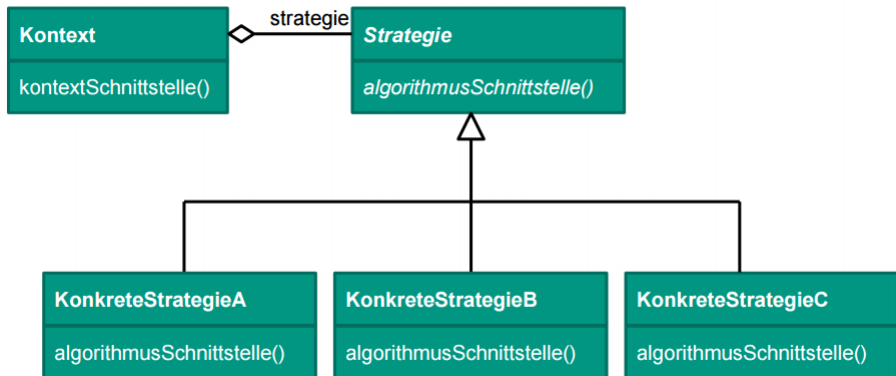 Kontext
strategie
Strategie
kontextSchnittstelle()
algorithmusSchnittstelle()
KonkreteStrategieA
KonkreteStrategieB
KonkreteStrategieC
algorithmusSchnittstelle()
algorithmusSchnittstelle()
algorithmusSchnittstelle()